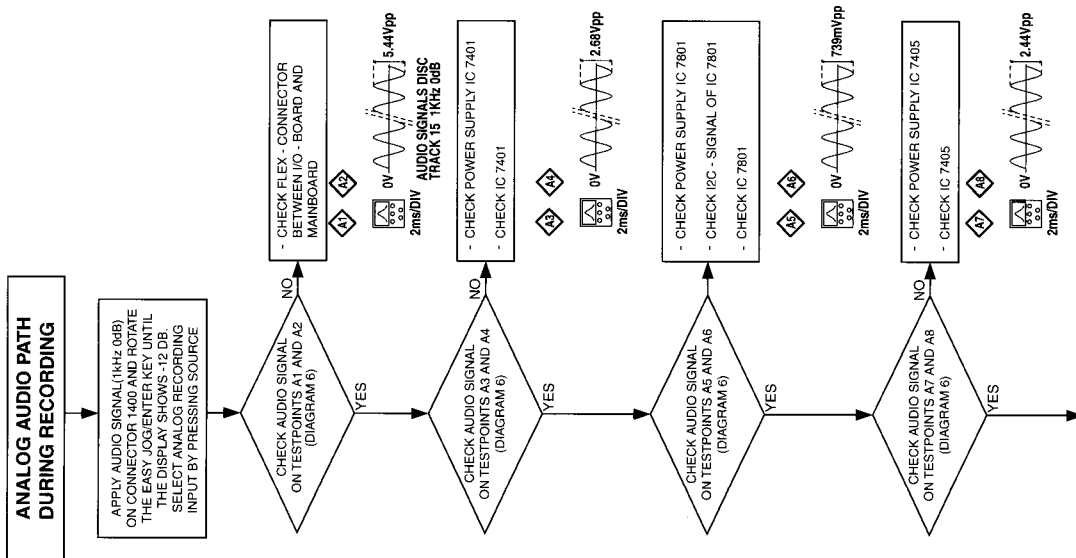 ANALOG AUDIO PATH
DURING RECORDING
APPLY AUDIO SIGNAL(1kHz 0dB)
ON CONNECTOR 1400 AND ROTATE
THE EASY JOG/ENTER KEY UNTIL
THE DISPLAY SHOWS -12 DB.
SELECT ANALOG RECORDING
INPUT BY PRESSING SOURCE
CHECK AUDIO SIGNAL
ON TESTPOINTS A1 AND A2
(DIAGRAM 6)
NO
YES
- CHECK FLEX - CONNECTOR
BETWEEN I/O - BOARD AND
MAINBOARD
A1
A2
2ms/DIV
0V
5.44Vpp
AUDIO SIGNALS DISC
TRACK 15 1KHz 0dB
CHECK AUDIO SIGNAL
ON TESTPOINTS A3 AND A4
(DIAGRAM 6)
NO
YES
- CHECK POWER SUPPLY IC 7401
- CHECK IC 7401
A3
A4
2ms/DIV
0V
2.68Vpp
CHECK AUDIO SIGNAL
ON TESTPOINTS A5 AND A6
(DIAGRAM 6)
NO
YES
- CHECK POWER SUPPLY IC 7801
- CHECK I2C - SIGNAL OF IC 7801
- CHECK IC 7801
A5
A6
2ms/DIV
0V
739mVpp
CHECK AUDIO SIGNAL
ON TESTPOINTS A7 AND A8
(DIAGRAM 6)
NO
YES
- CHECK POWER SUPPLY IC 7405
- CHECK IC 7405
A7
A8
2ms/DIV
0V
2.44Vpp